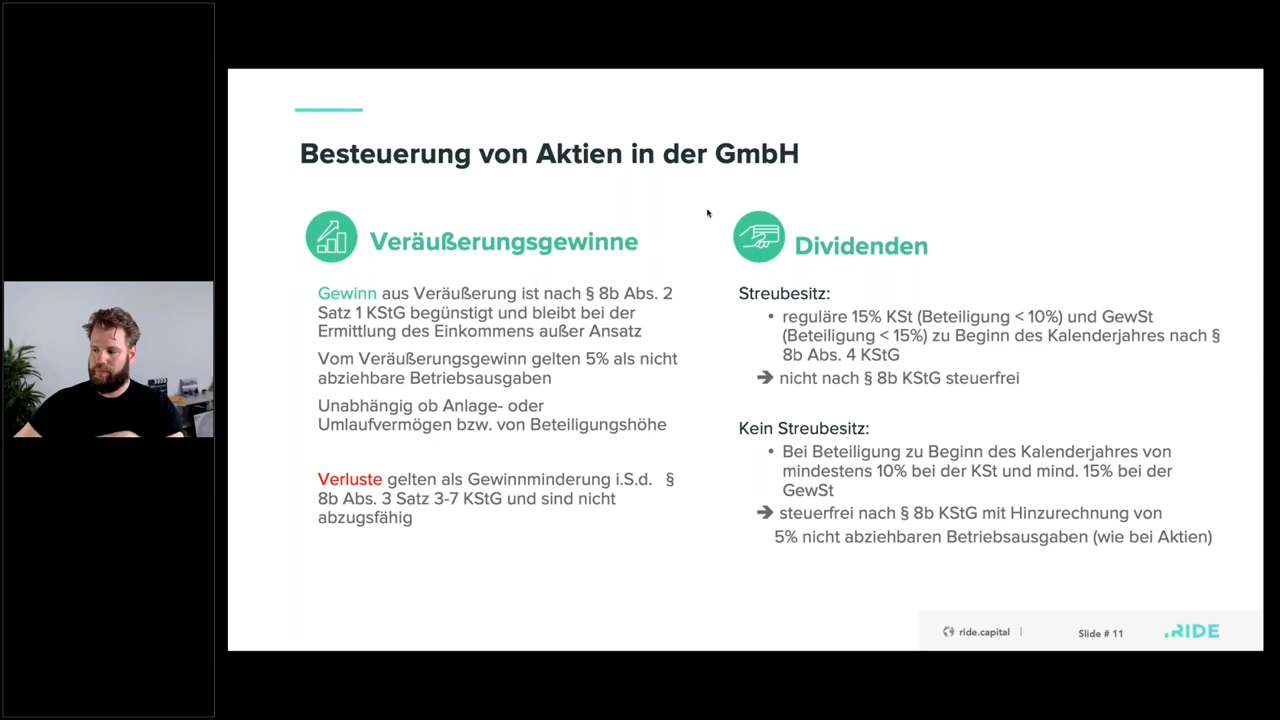 Besteuerung von Aktien in der GmbH
Veräußerungsgewinne
Gewinn aus Veräußerung ist nach § 8b Abs. 2
Satz 1 KStG begünstigt und bleibt bei der
Ermittlung des Einkommens außer Ansatz
Vom Veräußerungsgewinn gelten 5% als nicht
abziehbare Betriebsausgaben
Unabhängig ob Anlage- oder
Umlaufvermögen bzw. von Beteiligungshöhe
Verluste gelten als Gewinnminderung i.S.d. §
8b Abs. 3 Satz 3-7 KStG und sind nicht
abzugsfähig
Dividenden
Streubesitz:
• reguläre 15% KSt (Beteiligung < 10%) und GewSt
(Beteiligung < 15%) zu Beginn des Kalenderjahres nach §
8b Abs. 4 KStG
➔ nicht nach § 8b KStG steuerfrei
Kein Streubesitz:
• Bei Beteiligung zu Beginn des Kalenderjahres von
mindestens 10% bei der KSt und mind. 15% bei der
GewSt
➔ steuerfrei nach § 8b KStG mit Hinzurechnung von
5% nicht abziehbaren Betriebsausgaben (wie bei Aktien)
ride.capital | Slide # 11 .RIDE